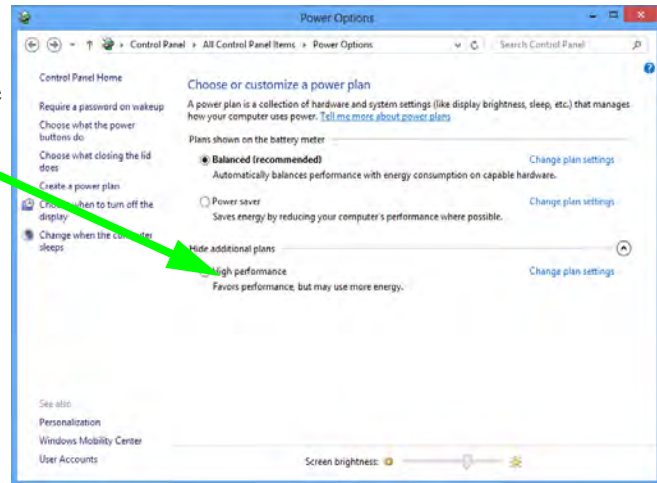 Power Options
Control Panel ▸ All Control Panel Items ▸ Power Options
Search Control Panel
Control Panel Home
Require a password on wakeup
Choose what the power
buttons do
Choose what closing the lid
does
Create a power plan
Choose when to turn off the
display
Change when the computer
sleeps
See also
Personalization
Windows Mobility Center
User Accounts
Choose or customize a power plan
A power plan is a collection of hardware and system settings (like display brightness, sleep, etc.) that manages
how your computer uses power. Tell me more about power plans
Plans shown on the battery meter
Balanced (recommended) Change plan settings
Automatically balances performance with energy consumption on capable hardware.
Power saver Change plan settings
Saves energy by reducing your computer's performance where possible.
Hide additional plans
High performance Change plan settings
Favors performance, but may use more energy.
Screen brightness: